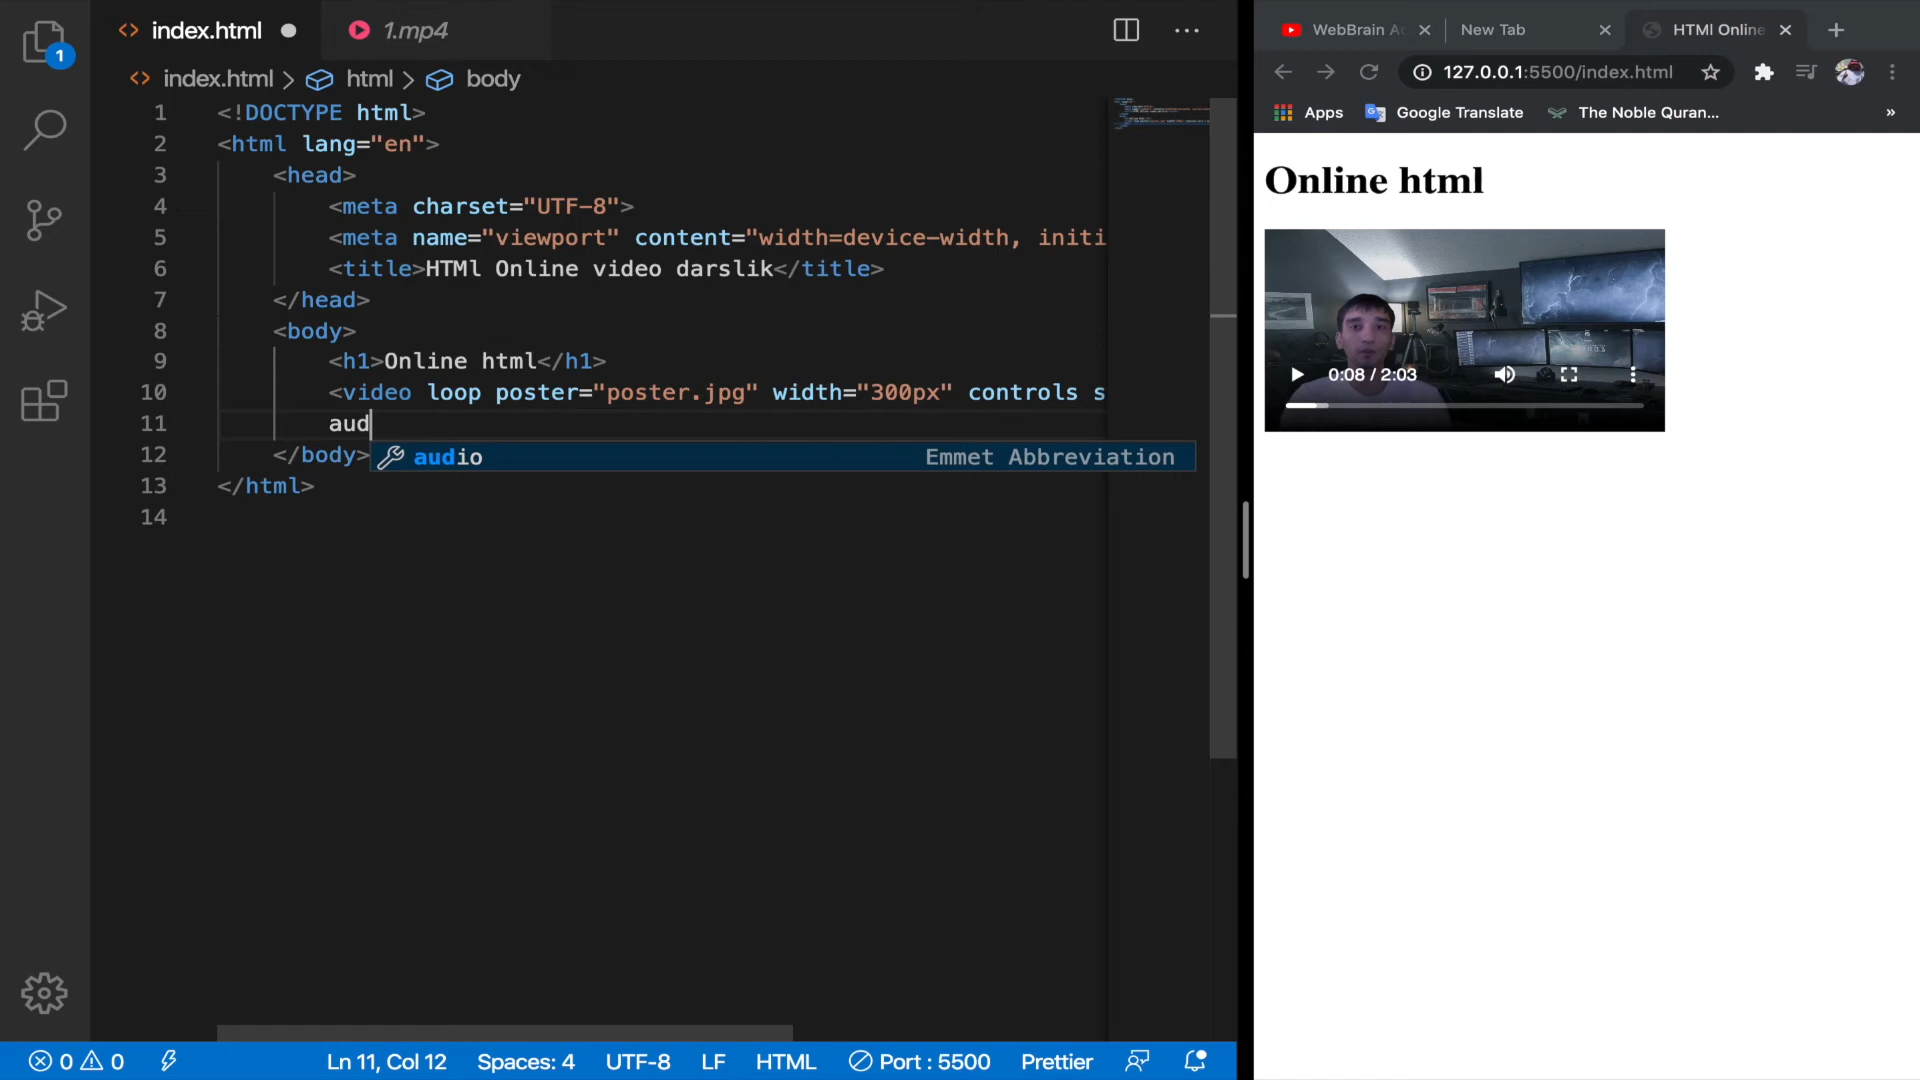 1
index.html
1.mp4
index.html > html > body
1 <!DOCTYPE html>
2 <html lang="en">
3 <head>
4 <meta charset="UTF-8">
5 <meta name="viewport" content="width=device-width, initi
6 <title>HTMl Online video darslik</title>
7 </head>
8 <body>
9 <h1>Online html</h1>
10 <video loop poster="poster.jpg" width="300px" controls s
11 aud
audio Emmet Abbreviation
12 </body>
13 </html>
14
0 0 Ln 11, Col 12 Spaces: 4 UTF-8 LF HTML Port : 5500 Prettier
WebBrain Ac New Tab HTMl Online
127.0.0.1:5500/index.html
Apps Google Translate The Noble Quran... »
Online html
0:08 / 2:03